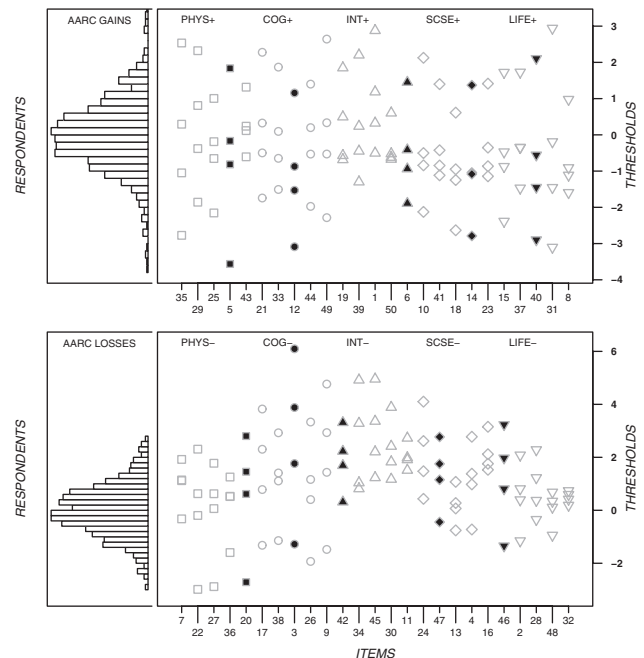 AARC GAINS
PHYS+ COG+ INT+ SCSE+ LIFE+
RESPONDENTS
THRESHOLDS
3
2
1
0
−1
−2
−3
−4
35 25 43 33 44 19 1 6 41 14 15 40 8
29 5 21 12 49 39 50 10 18 23 37 31
AARC LOSSES
PHYS− COG− INT− SCSE− LIFE−
RESPONDENTS
THRESHOLDS
6
4
2
0
−2
7 27 20 38 26 42 45 11 47 4 46 28 32
22 36 17 3 9 34 30 24 13 16 2 48
ITEMS